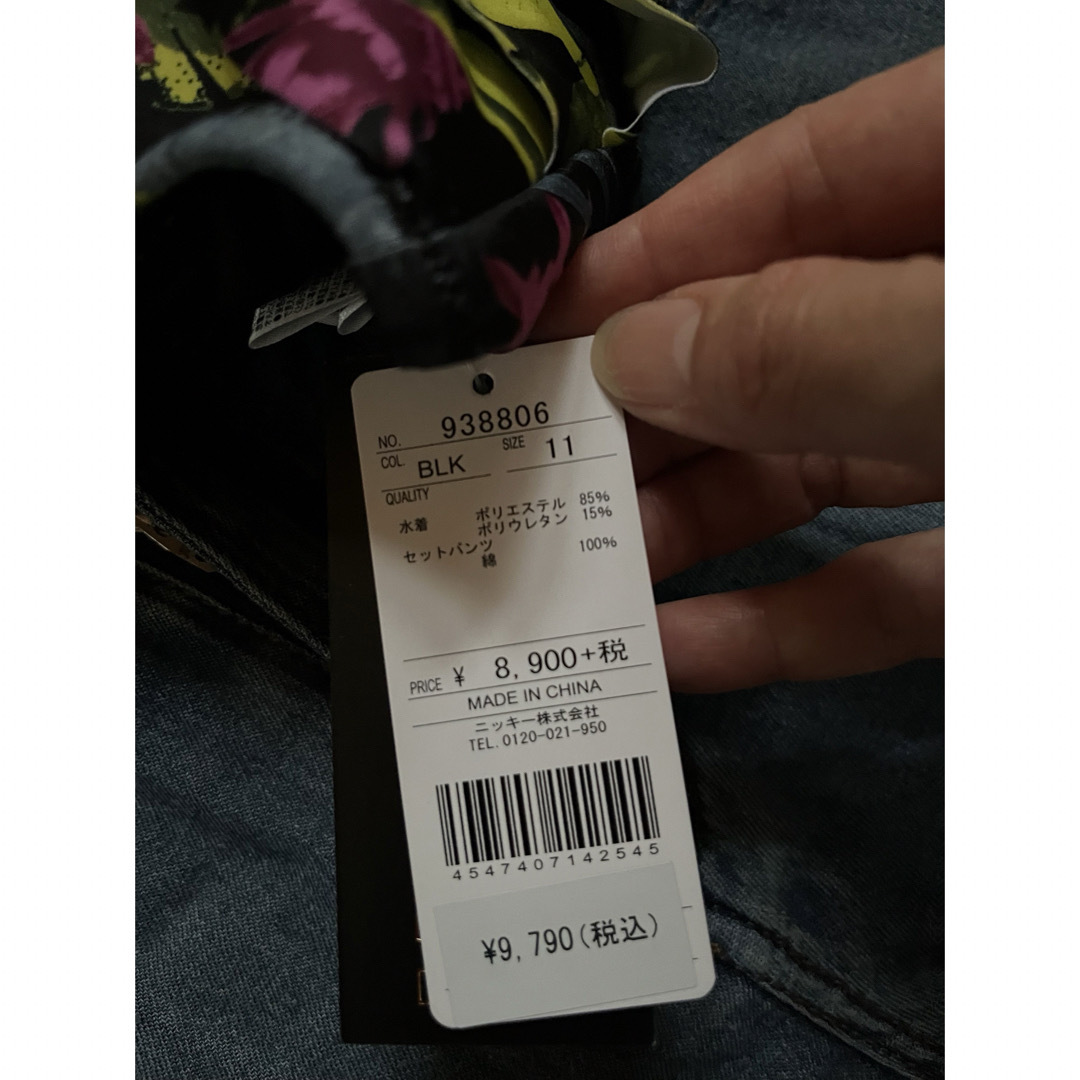 NO. 938806
COL. BLK SIZE 11
QUALITY
水着 ポリエステル 85%
ポリウレタン 15%
セットパンツ
綿 100%
PRICE ¥ 8,900+税
MADE IN CHINA
ニッキー株式会社
TEL.0120-021-950
4547407142545
¥9,790(税込)